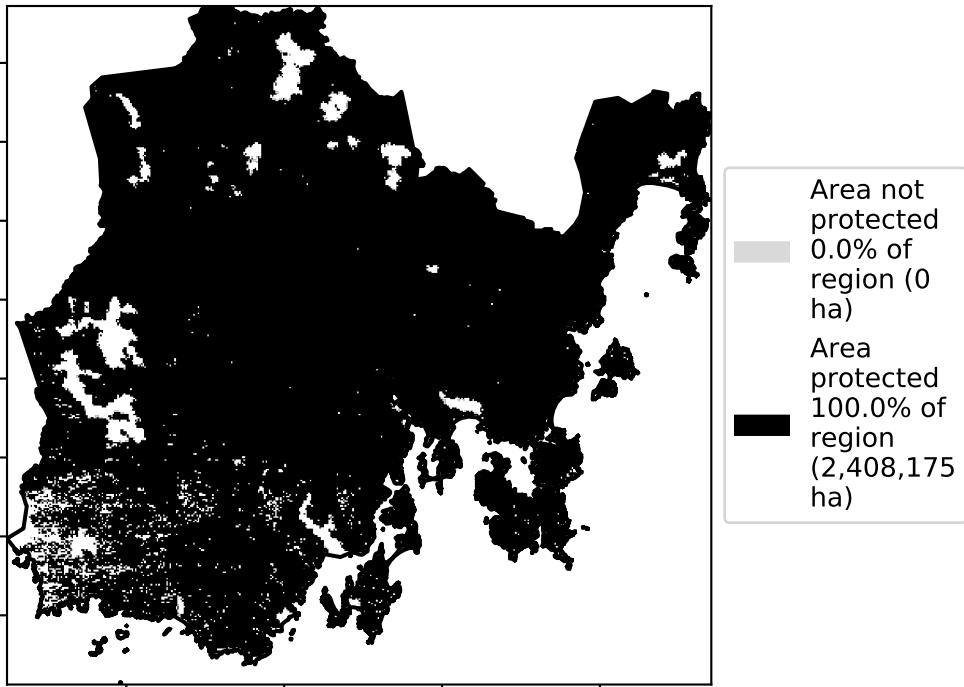 Area not
protected
0.0% of
region (0
ha)
Area
protected
100.0% of
region
(2,408,175
ha)